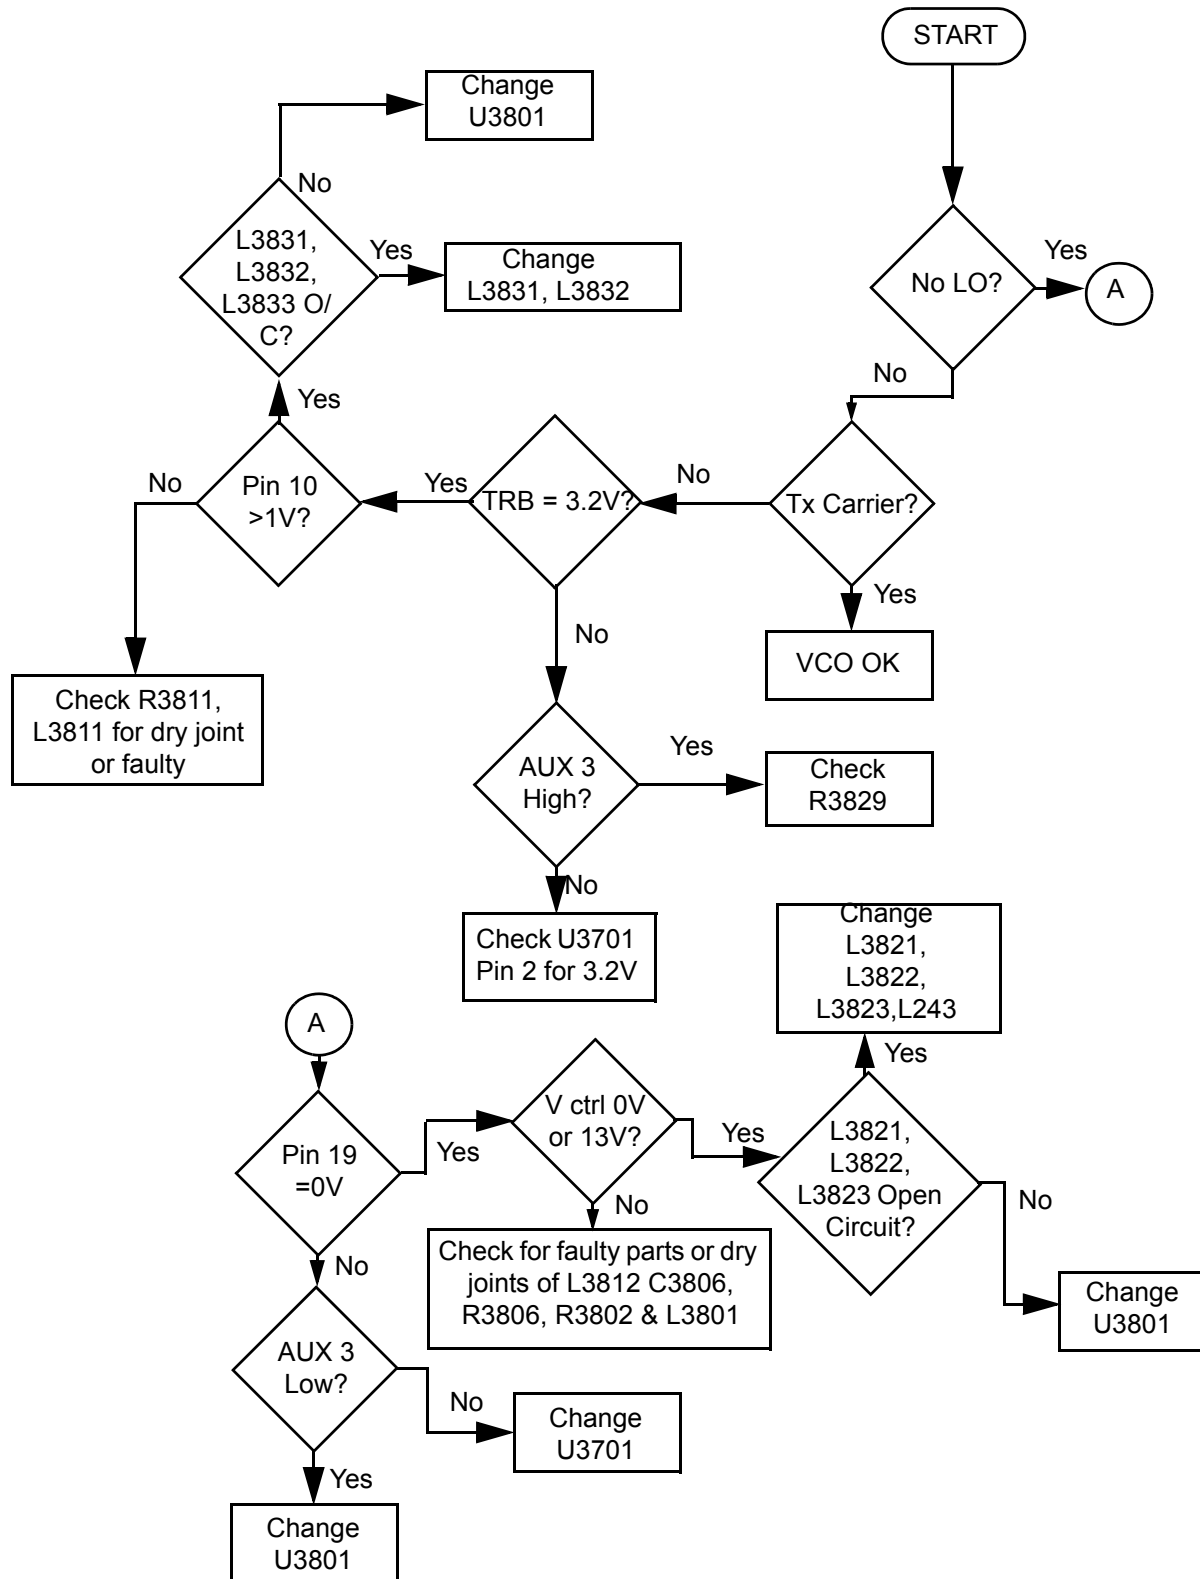 START
Change
U3801
No
L3831,
L3832,
L3833 O/
C?
Yes
Change
L3831, L3832
No LO?
Yes
A
No
Yes
No
Pin 10
>1V?
Yes
TRB = 3.2V?
No
Tx Carrier?
Yes
VCO OK
No
Check R3811,
L3811 for dry joint
or faulty
AUX 3
High?
Yes
Check
R3829
No
Check U3701
Pin 2 for 3.2V
Change
L3821,
L3822,
L3823,L243
A
Yes
V ctrl 0V
or 13V?
Yes
L3821,
L3822,
L3823 Open
Circuit?
Pin 19
=0V
Yes
No
No
Check for faulty parts or dry
joints of L3812 C3806,
R3806, R3802 & L3801
No
Change
U3801
AUX 3
Low?
No
Change
U3701
Yes
Change
U3801